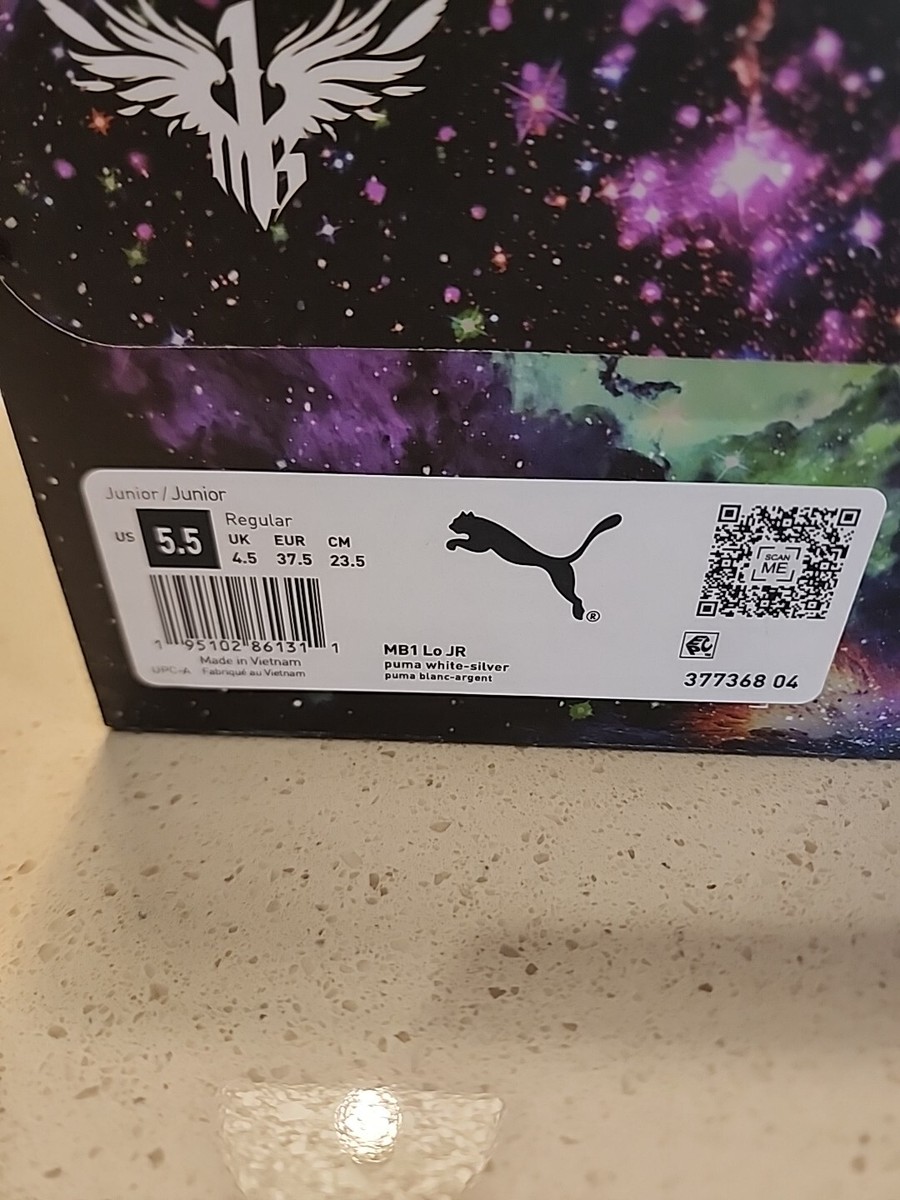 1
MB
Junior / Junior
US 5.5 Regular
UK EUR CM
4.5 37.5 23.5
SCAN
ME
1 95102 86131 1
Made in Vietnam
UPC-A Fabriqué au Vietnam
®
MB1 Lo JR
puma white-silver
puma blanc-argent
377368 04